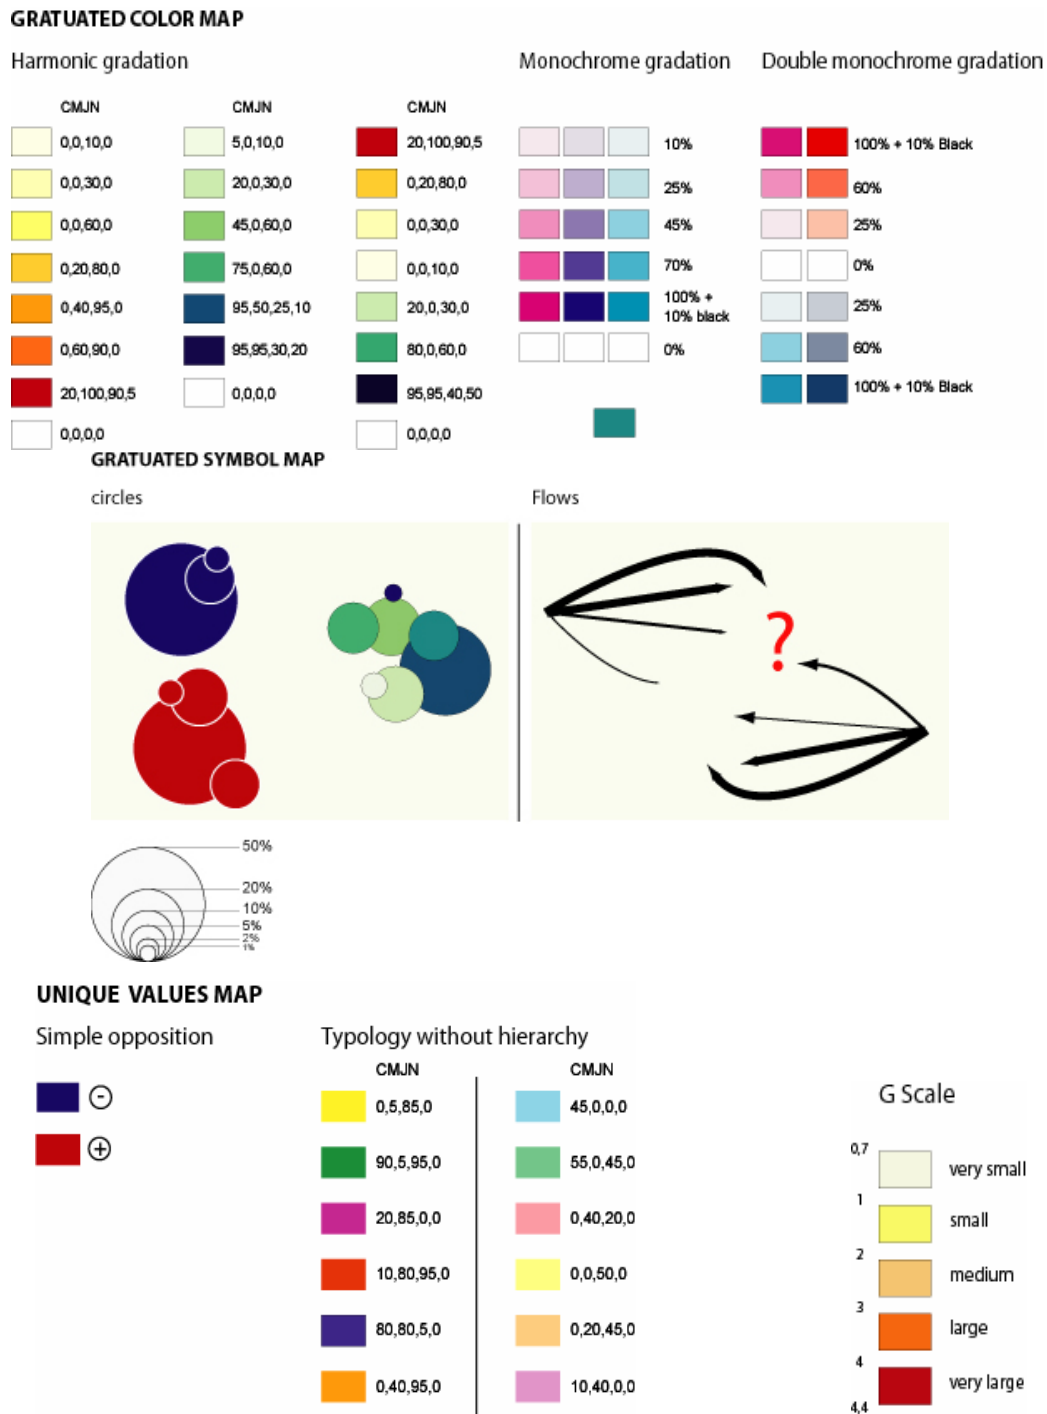 GRATUATED COLOR MAP
Harmonic gradation
Monochrome gradation
Double monochrome gradation
CMJN
CMJN
CMJN
0,0,10,0
5,0,10,0
20,100,90,5
10%
100% + 10% Black
0,0,30,0
20,0,30,0
0,20,80,0
25%
60%
0,0,60,0
45,0,60,0
0,0,30,0
45%
25%
0,20,80,0
75,0,60,0
0,0,10,0
70%
0%
0,40,95,0
95,50,25,10
20,0,30,0
100% +
10% black
25%
0,60,90,0
95,95,30,20
80,0,60,0
0%
60%
20,100,90,5
0,0,0,0
95,95,40,50
100% + 10% Black
0,0,0,0
0,0,0,0
GRATUATED SYMBOL MAP
circles
Flows
?
50%
20%
10%
5%
2%
1%
UNIQUE VALUES MAP
Simple opposition
Typology without hierarchy
CMJN
CMJN
-
+
0,5,85,0
45,0,0,0
90,5,95,0
55,0,45,0
20,85,0,0
0,40,20,0
10,80,95,0
0,0,50,0
80,80,5,0
0,20,45,0
0,40,95,0
10,40,0,0
G Scale
0,7
very small
1
small
2
medium
3
large
4
very large
4,4